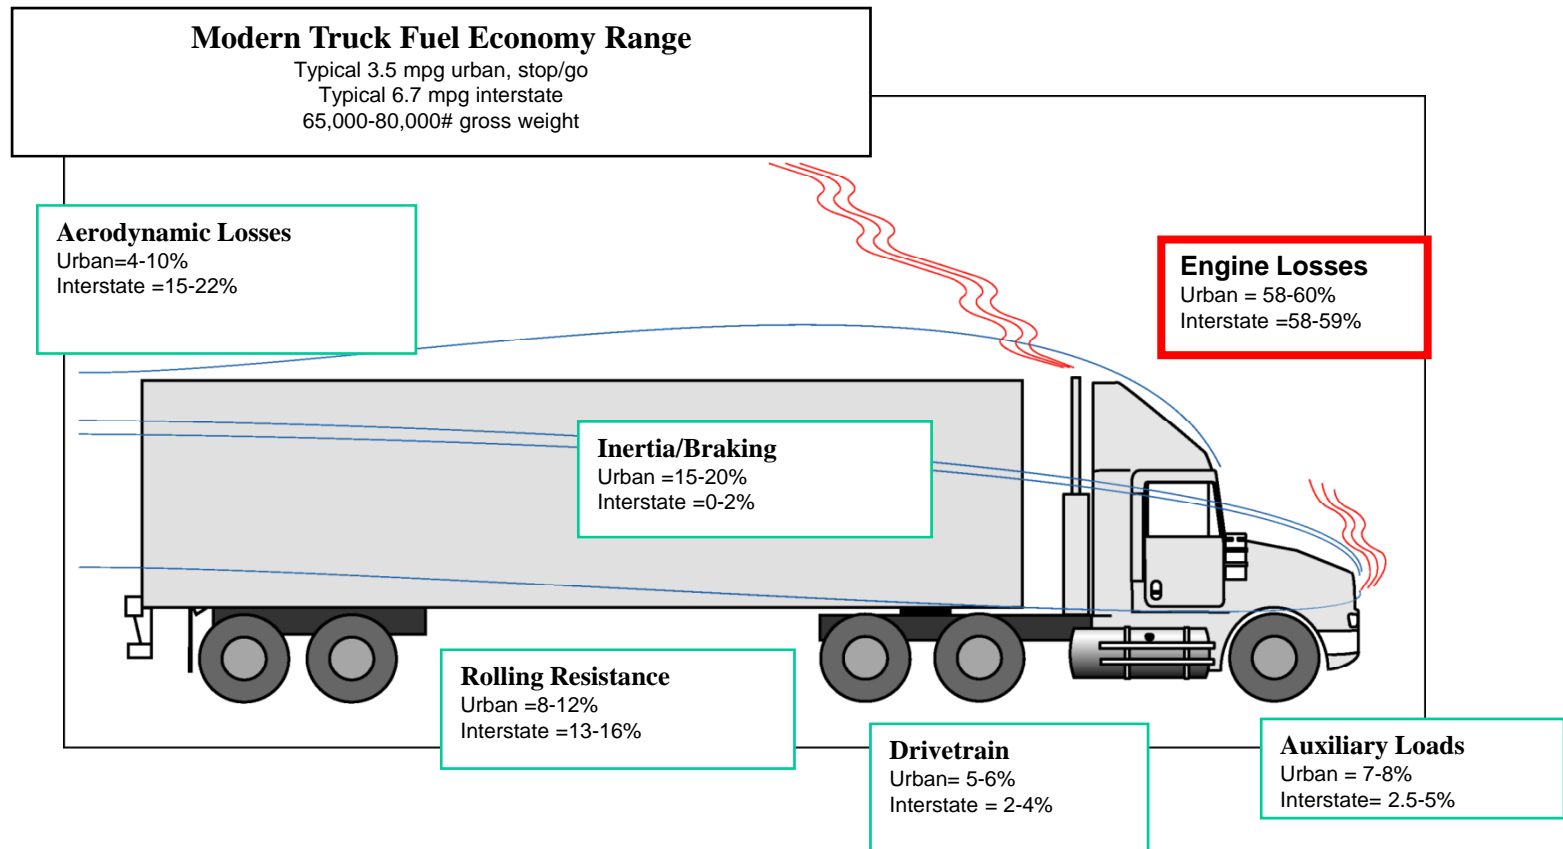 Modern Truck Fuel Economy Range
Typical 3.5 mpg urban, stop/go
Typical 6.7 mpg interstate
65,000-80,000# gross weight
Aerodynamic Losses
Urban=4-10%
Interstate =15-22%
Engine Losses
Urban = 58-60%
Interstate =58-59%
Inertia/Braking
Urban =15-20%
Interstate =0-2%
Rolling Resistance
Urban =8-12%
Interstate =13-16%
Drivetrain
Urban= 5-6%
Interstate = 2-4%
Auxiliary Loads
Urban = 7-8%
Interstate= 2.5-5%